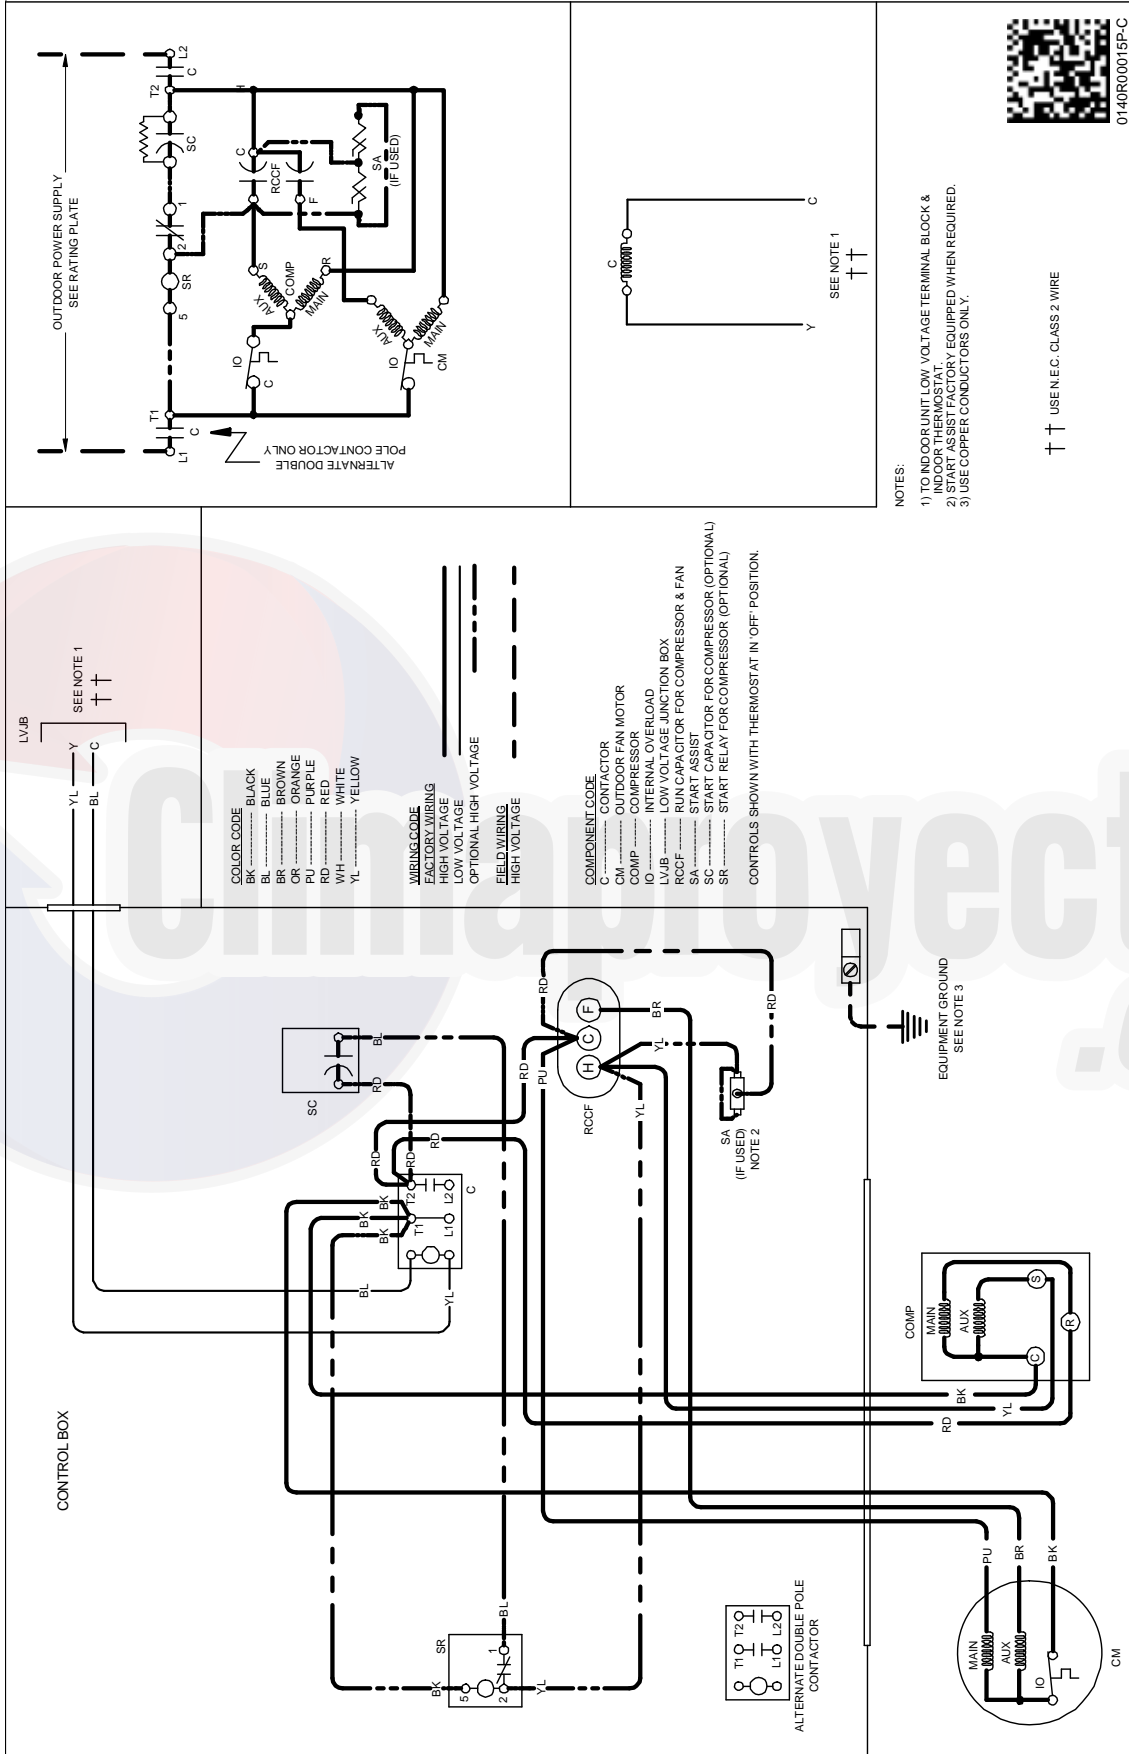 CONTROL BOX
LVJB
YL
Y
BL
C
SEE NOTE 1
SC
RD
BL
RD
RD
RD
BK
BK
BK
T2
T1
L2
L1
C
BL
YL
RD
RD
PU
H
C
F
RCCF
BR
YL
YL
RD
SA
(IF USED)
NOTE 2
SR
BK
5
2
1
BL
YL
T1
T2
L1
L2
ALTERNATE DOUBLE POLE
CONTACTOR
EQUIPMENT GROUND
SEE NOTE 3
COMP
MAIN
AUX
C
S
R
BK
YL
RD
PU
BR
BK
MAIN
AUX
IO
CM
COLOR CODE
BK ---------- BLACK
BL ---------- BLUE
BR ---------- BROWN
OR ---------- ORANGE
PU ---------- PURPLE
RD ---------- RED
WH ---------- WHITE
YL ---------- YELLOW
WIRING CODE
FACTORY WIRING
HIGH VOLTAGE
LOW VOLTAGE
OPTIONAL HIGH VOLTAGE
FIELD WIRING
HIGH VOLTAGE
COMPONENT CODE
C ---------- CONTACTOR
CM ---------- OUTDOOR FAN MOTOR
COMP ------- COMPRESSOR
IO ---------- INTERNAL OVERLOAD
LVJB -------- LOW VOLTAGE JUNCTION BOX
RCCF ------- RUN CAPACITOR FOR COMPRESSOR & FAN
SA ---------- START ASSIST
SC ---------- START CAPACITOR FOR COMPRESSOR (OPTIONAL)
SR ---------- START RELAY FOR COMPRESSOR (OPTIONAL)
CONTROLS SHOWN WITH THERMOSTAT IN 'OFF' POSITION.
OUTDOOR POWER SUPPLY
SEE RATING PLATE
L1
T1
C
5
SR
2
1
SC
T2
L2
C
ALTERNATE DOUBLE
POLE CONTACTOR ONLY
IO
C
AUX
S
COMP
MAIN
R
C
H
RCCF
F
SA
(IF USED)
IO
AUX
MAIN
CM
C
Y
C
SEE NOTE 1
NOTES:
1) TO INDOOR UNIT LOW VOLTAGE TERMINAL BLOCK &
INDOOR THERMOSTAT.
2) START ASSIST FACTORY EQUIPPED WHEN REQUIRED.
3) USE COPPER CONDUCTORS ONLY.
†† USE N.E.C. CLASS 2 WIRE
0140R00015P-C
Climaproyect